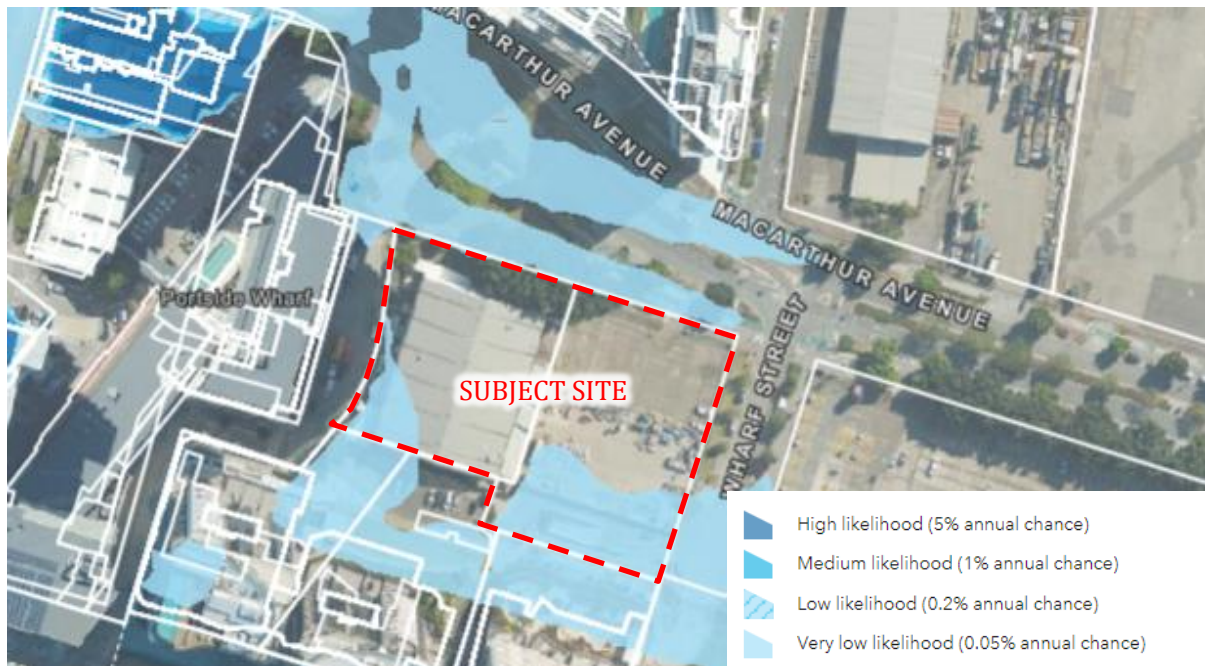 MACARTHUR AVENUE
MACARTHUR AVENUE
Portside Wharf
SUBJECT SITE
WHARF STREET
High likelihood (5% annual chance)
Medium likelihood (1% annual chance)
Low likelihood (0.2% annual chance)
Very low likelihood (0.05% annual chance)